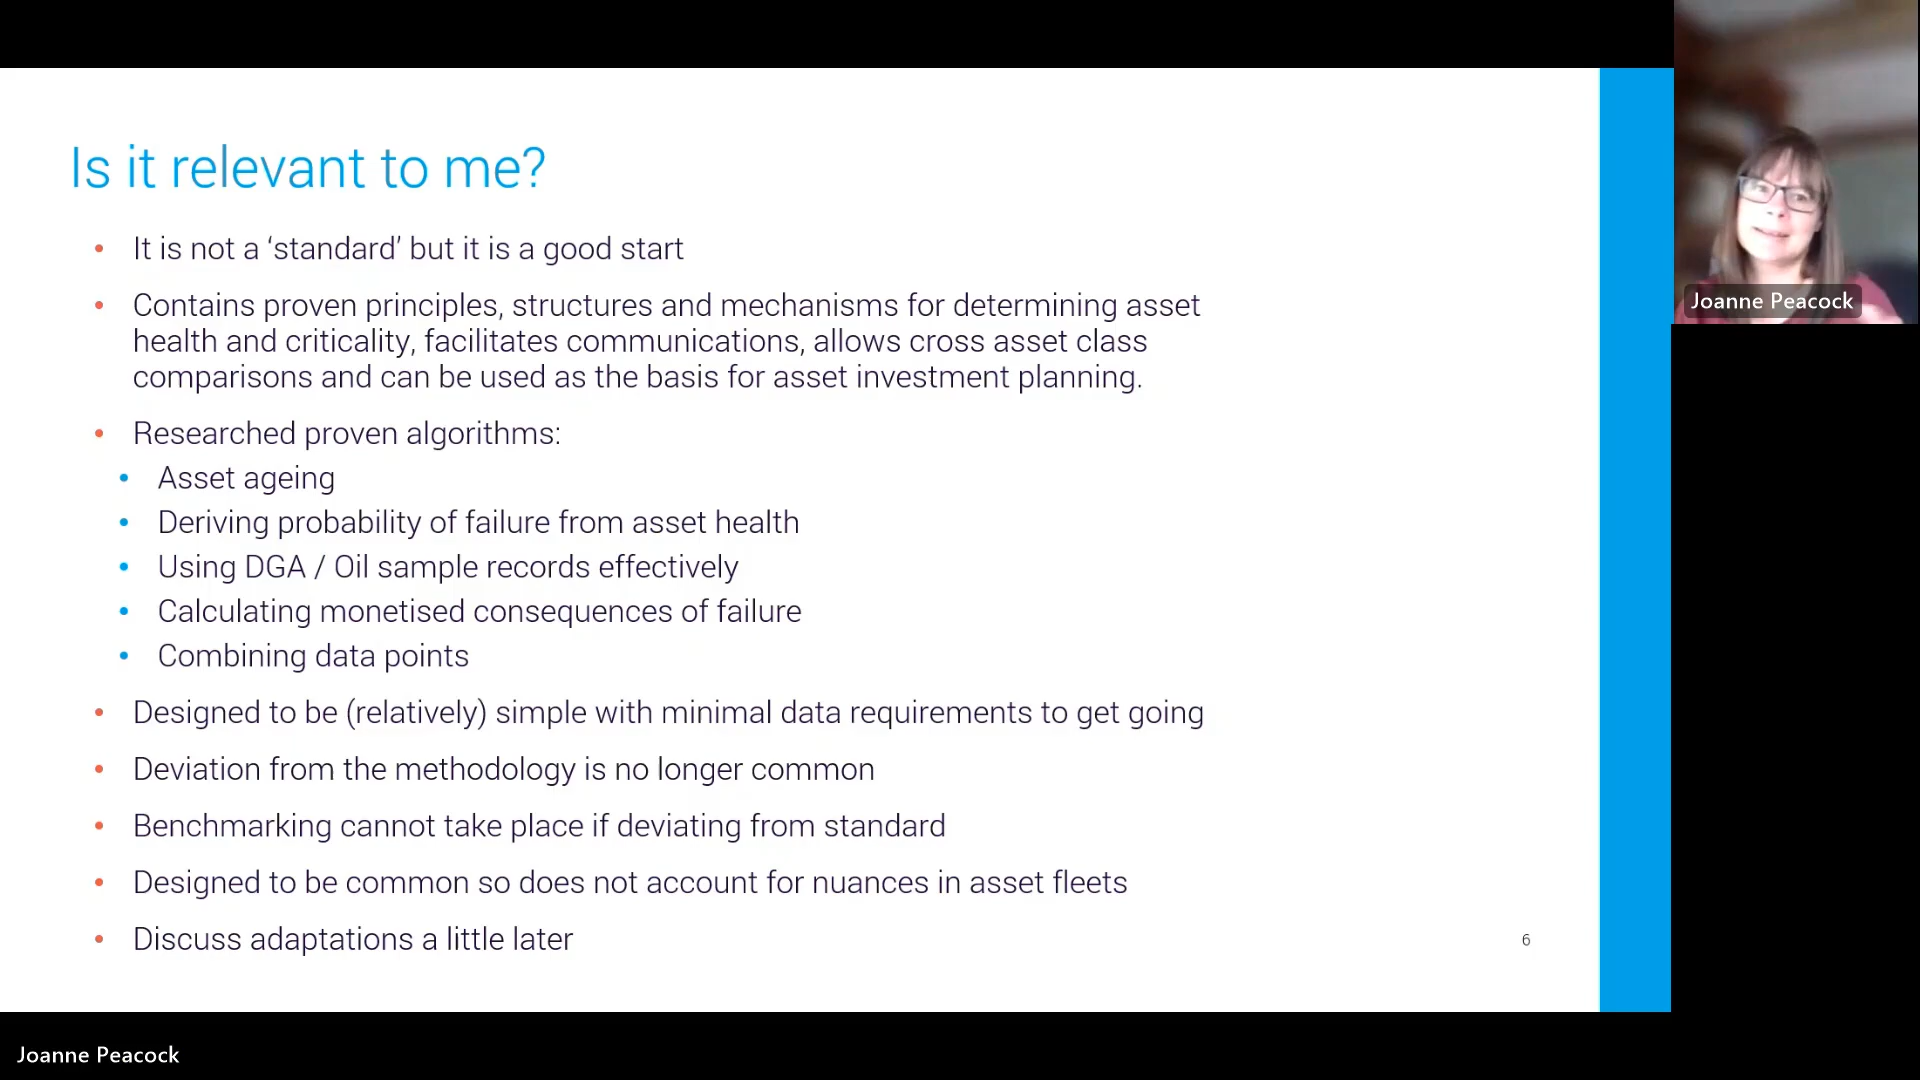 Is it relevant to me?
• It is not a ‘standard’ but it is a good start
• Contains proven principles, structures and mechanisms for determining asset
health and criticality, facilitates communications, allows cross asset class
comparisons and can be used as the basis for asset investment planning.
• Researched proven algorithms:
• Asset ageing
• Deriving probability of failure from asset health
• Using DGA / Oil sample records effectively
• Calculating monetised consequences of failure
• Combining data points
• Designed to be (relatively) simple with minimal data requirements to get going
• Deviation from the methodology is no longer common
• Benchmarking cannot take place if deviating from standard
• Designed to be common so does not account for nuances in asset fleets
• Discuss adaptations a little later
6
Joanne Peacock
Joanne Peacock